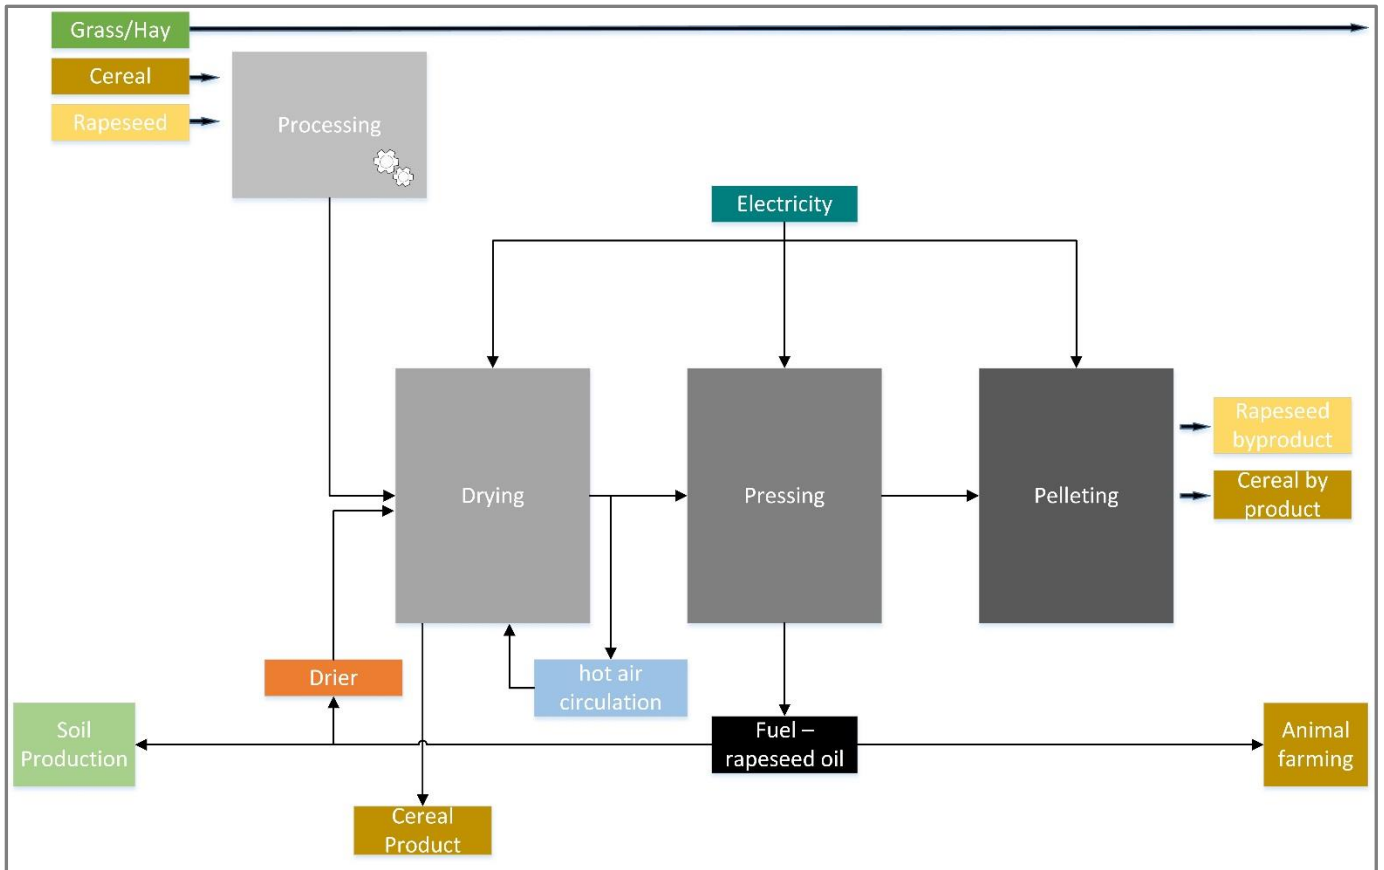 Grass/Hay
Cereal
Rapeseed
Processing
Electricity
Drying
Pressing
Pelleting
Rapeseed
byproduct
Cereal by
product
Drier
hot air
circulation
Soil
Production
Fuel –
rapeseed oil
Animal
farming
Cereal
Product